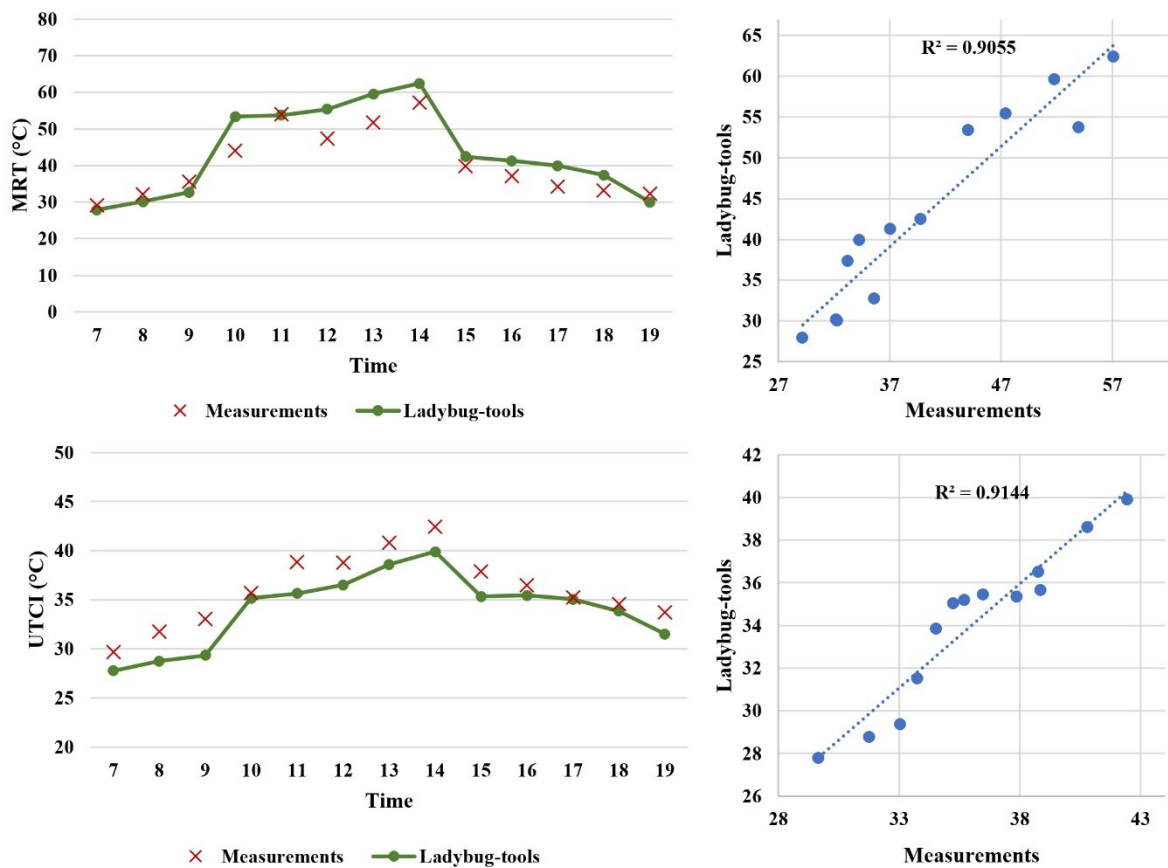 80
70
60
50
40
30
20
10
0
MRT (°C)
7 8 9 10 11 12 13 14 15 16 17 18 19
Time
Measurements
Ladybug-tools
R² = 0.9055
65
60
55
50
45
40
35
30
25
Ladybug-tools
27 37 47 57
Measurements
50
45
40
35
30
25
20
UTCI (°C)
7 8 9 10 11 12 13 14 15 16 17 18 19
Time
Measurements
Ladybug-tools
R² = 0.9144
42
40
38
36
34
32
30
28
26
Ladybug-tools
28 33 38 43
Measurements